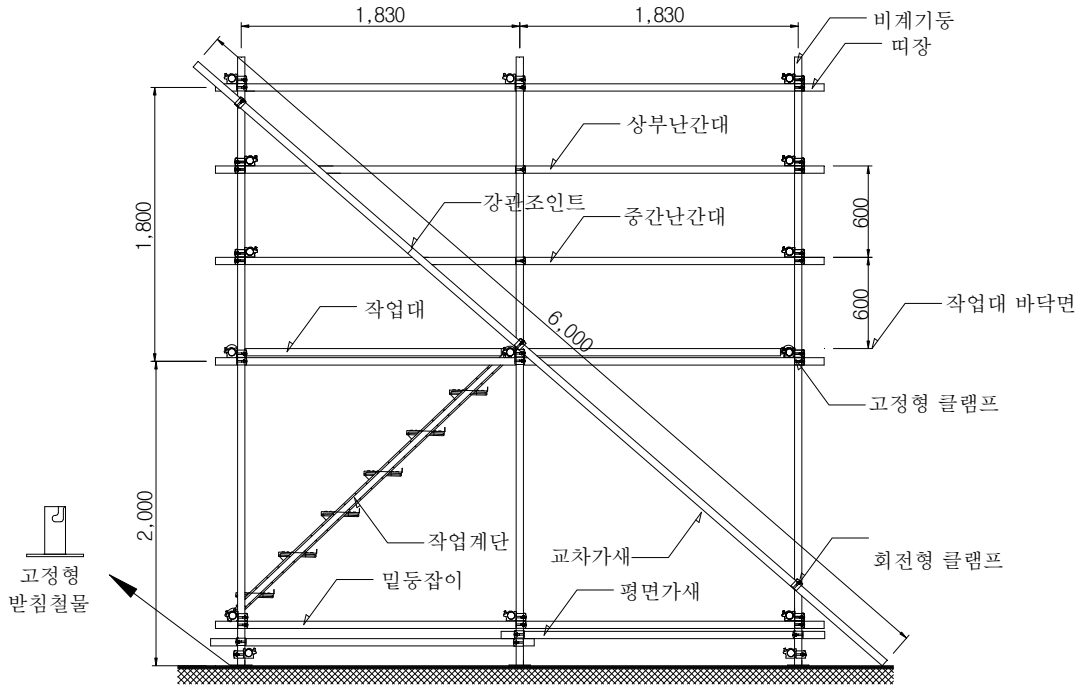 1,830
1,830
비계기둥
띠장
상부난간대
강관조인트
중간난간대
1,800
600
600
작업대
6,000
작업대 바닥면
고정형 클램프
2,000
작업계단
교차가새
회전형 클램프
고정형
받침철물
밑둥잡이
평면가새